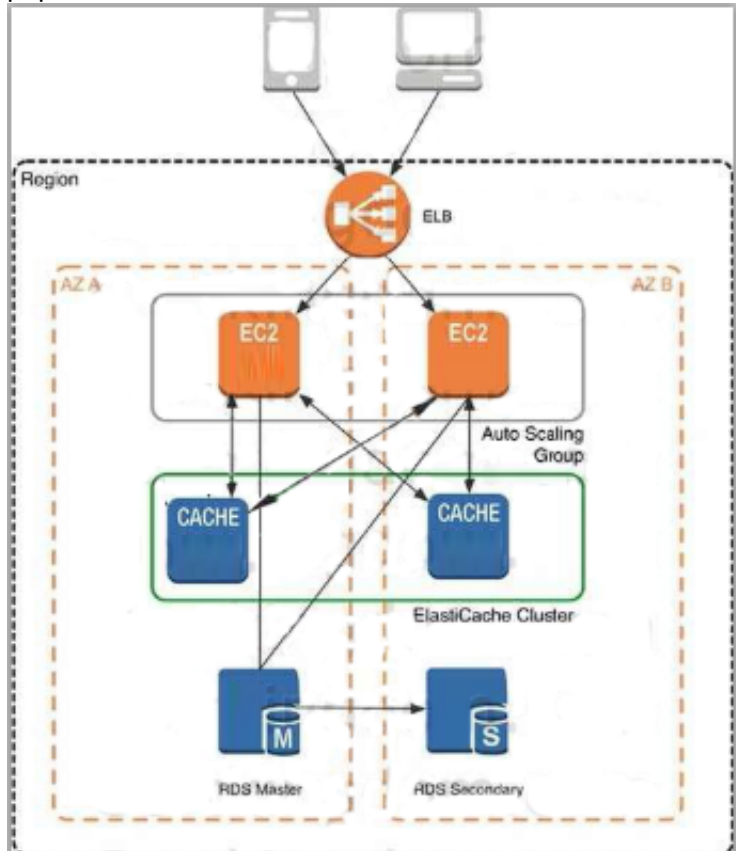 Region
ELB
AZ A
AZ B
EC2
EC2
Auto Scaling
Group
CACHE
CACHE
ElastiCache Cluster
M
S
RDS Master
RDS Secondary